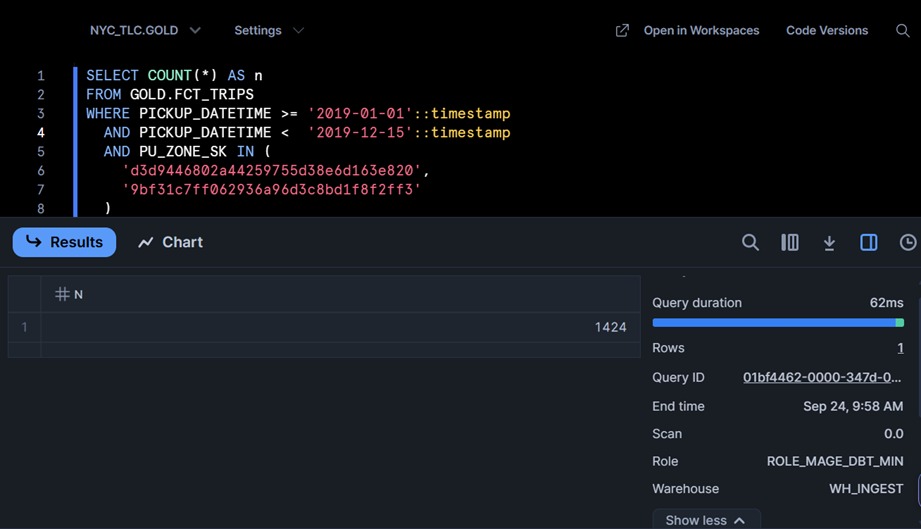 NYC_TLC.GOLD Settings Open in Workspaces Code Versions
1 SELECT COUNT(*) AS n
2 FROM GOLD.FCT_TRIPS
3 WHERE PICKUP_DATETIME >= '2019-01-01'::timestamp
4 AND PICKUP_DATETIME < '2019-12-15'::timestamp
5 AND PU_ZONE_SK IN (
6 'd3d9446802a44259755d38e6d163e820',
7 '9bf31c7ff062936a96d3c8bd1f8f2ff3'
8 )
Results Chart
N
1 1424
Query duration 62ms
Rows 1
Query ID 01bf4462-0000-347d-0...
End time Sep 24, 9:58 AM
Scan 0.0
Role ROLE_MAGE_DBT_MIN
Warehouse WH_INGEST
Show less